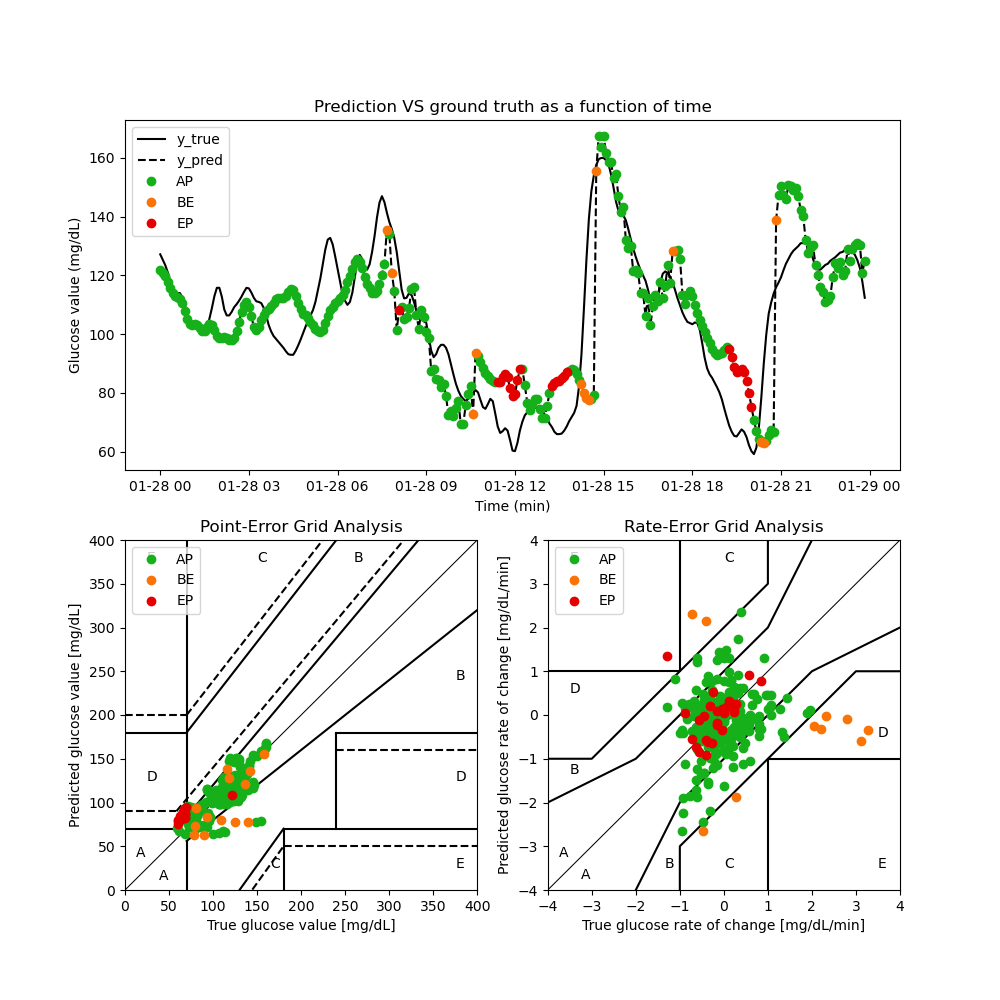 Prediction VS ground truth as a function of time
Glucose value (mg/dL)
160
140
120
100
80
60
y_true
y_pred
AP
BE
EP
01-28 00 01-28 03 01-28 06 01-28 09 01-28 12 01-28 15 01-28 18 01-28 21 01-29 00
Time (min)
Point-Error Grid Analysis
Predicted glucose value [mg/dL]
400
350
300
250
200
150
100
50
0
AP
BE
EP
C
B
B
D
D
A
A
C
E
0 50 100 150 200 250 300 350 400
True glucose value [mg/dL]
Rate-Error Grid Analysis
Predicted glucose rate of change [mg/dL/min]
4
3
2
1
0
−1
−2
−3
−4
AP
BE
EP
C
D
D
B
A
A
B
C
E
−4 −3 −2 −1 0 1 2 3 4
True glucose rate of change [mg/dL/min]